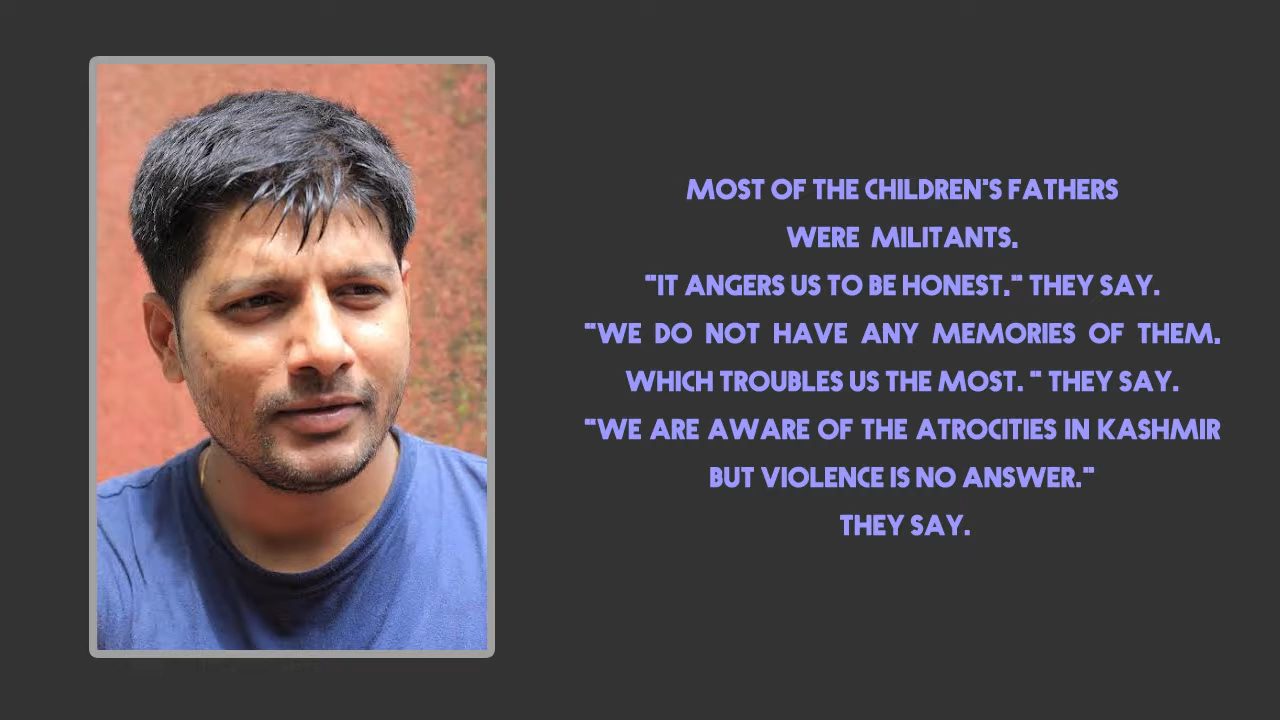 MOST OF THE CHILDREN'S FATHERS
WERE MILITANTS.
"IT ANGERS US TO BE HONEST." THEY SAY.
"WE DO NOT HAVE ANY MEMORIES OF THEM.
WHICH TROUBLES US THE MOST. " THEY SAY.
"WE ARE AWARE OF THE ATROCITIES IN KASHMIR
BUT VIOLENCE IS NO ANSWER."
THEY SAY.